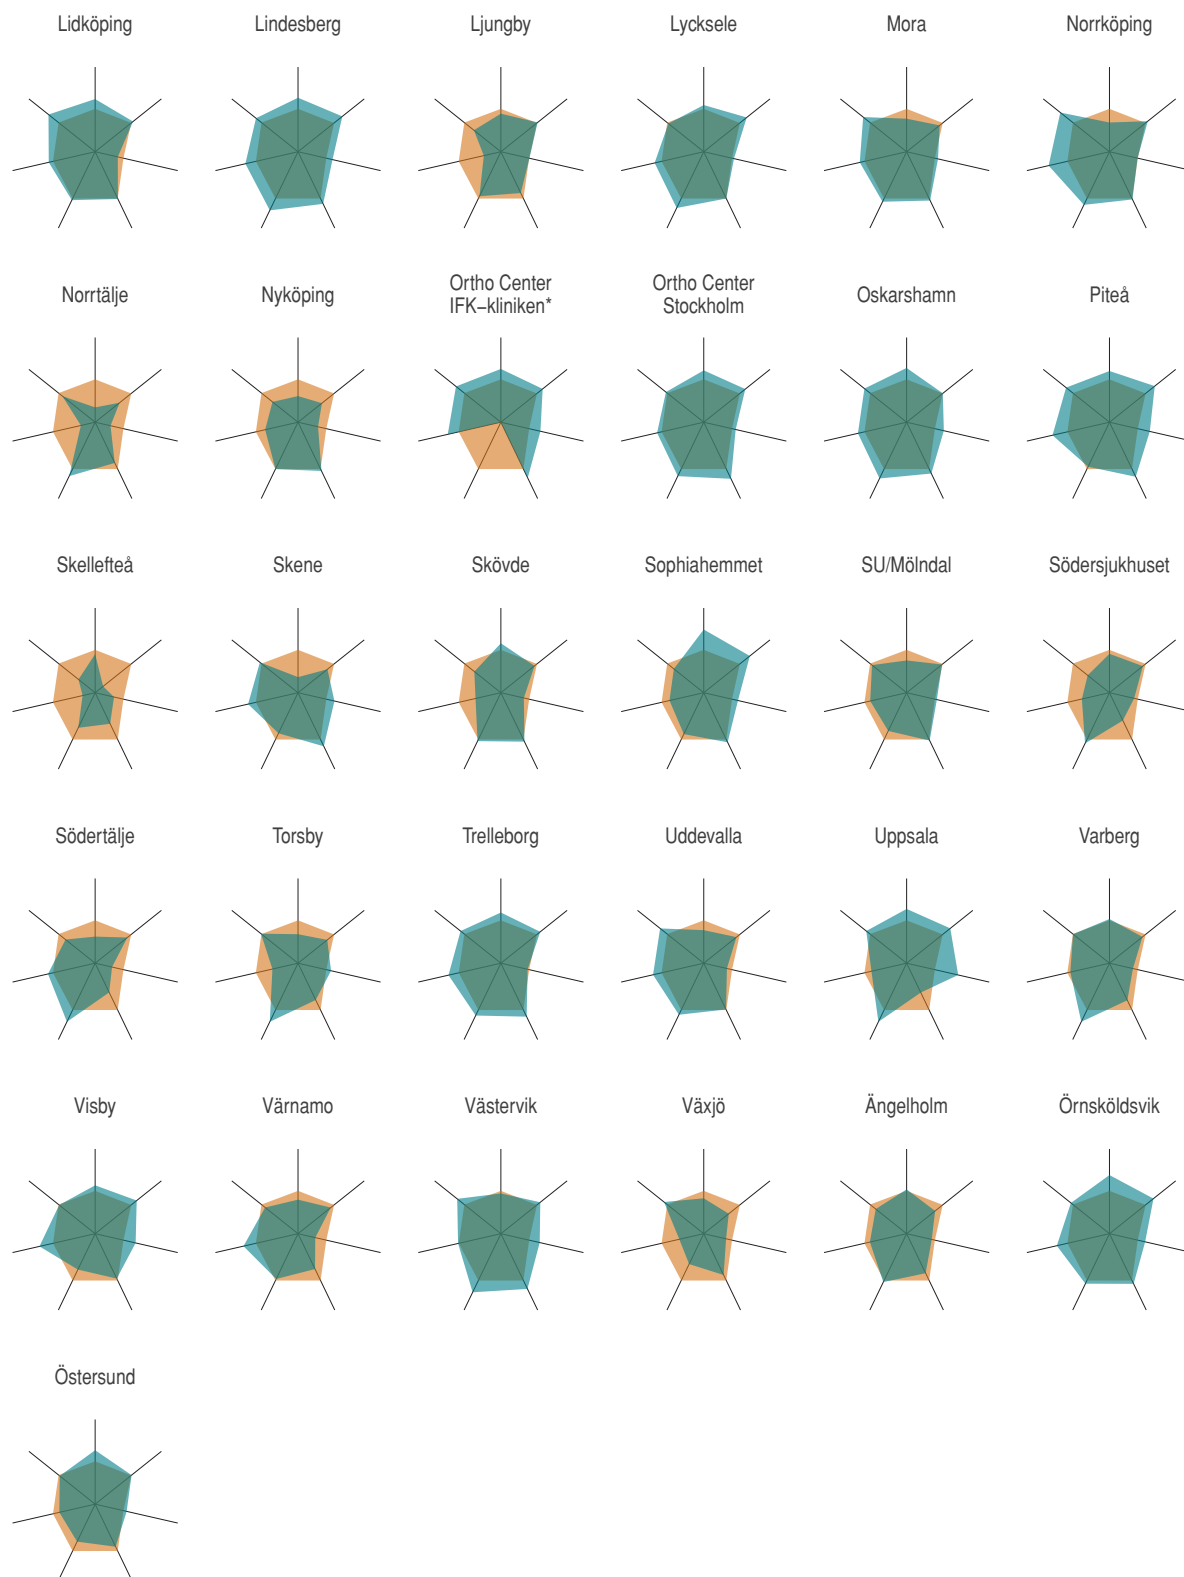 Lidköping
Lindesberg
Ljungby
Lycksele
Mora
Norrköping
Norrtälje
Nyköping
Ortho Center
IFK–kliniken*
Ortho Center
Stockholm
Oskarshamn
Piteå
Skellefteå
Skene
Skövde
Sophiahemmet
SU/Mölndal
Södersjukhuset
Södertälje
Torsby
Trelleborg
Uddevalla
Uppsala
Varberg
Visby
Värnamo
Västervik
Växjö
Ängelholm
Örnsköldsvik
Östersund